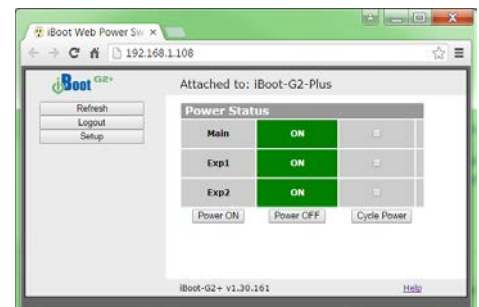 iBoot Web Power Sw
192.168.1.108
iBoot G2+
Attached to: iBoot-G2-Plus
Refresh
Logout
Setup
Power Status
Main ON
Exp1 ON
Exp2 ON
Power ON Power OFF Cycle Power
iBoot-G2+ v1.30.161 Help